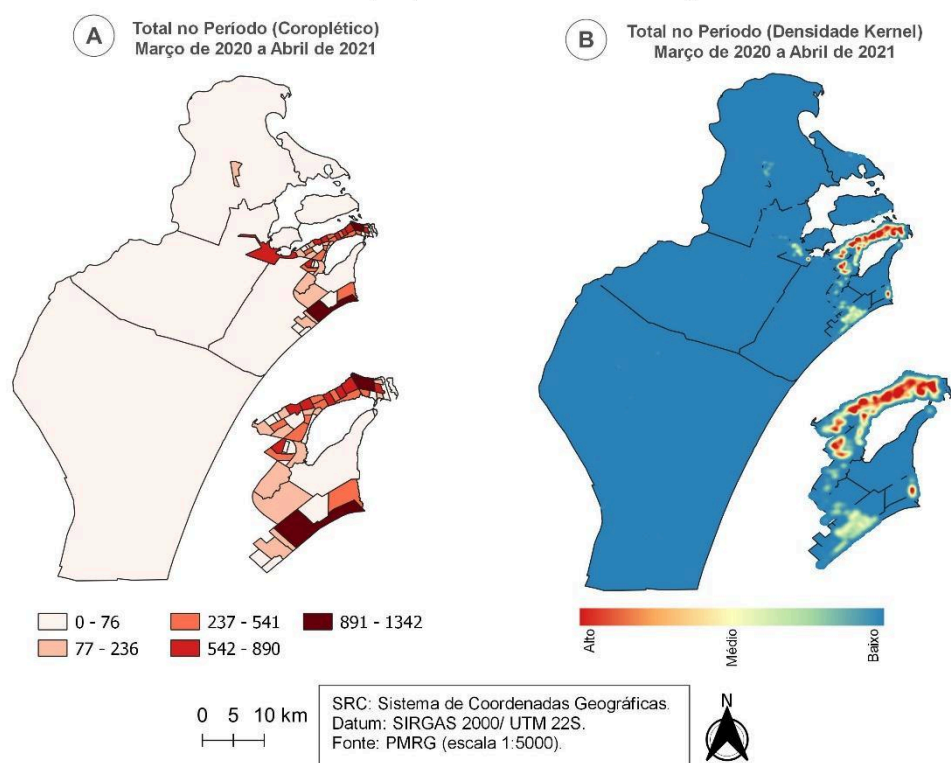 A
Total no Período (Coroplético)
Março de 2020 a Abril de 2021
B
Total no Período (Densidade Kernel)
Março de 2020 a Abril de 2021
0 - 76
237 - 541
891 - 1342
77 - 236
542 - 890
Alto
Médio
Baixo
0 5 10 km
SRC: Sistema de Coordenadas Geográficas.
Datum: SIRGAS 2000/ UTM 22S.
Fonte: PMRG (escala 1:5000).
N